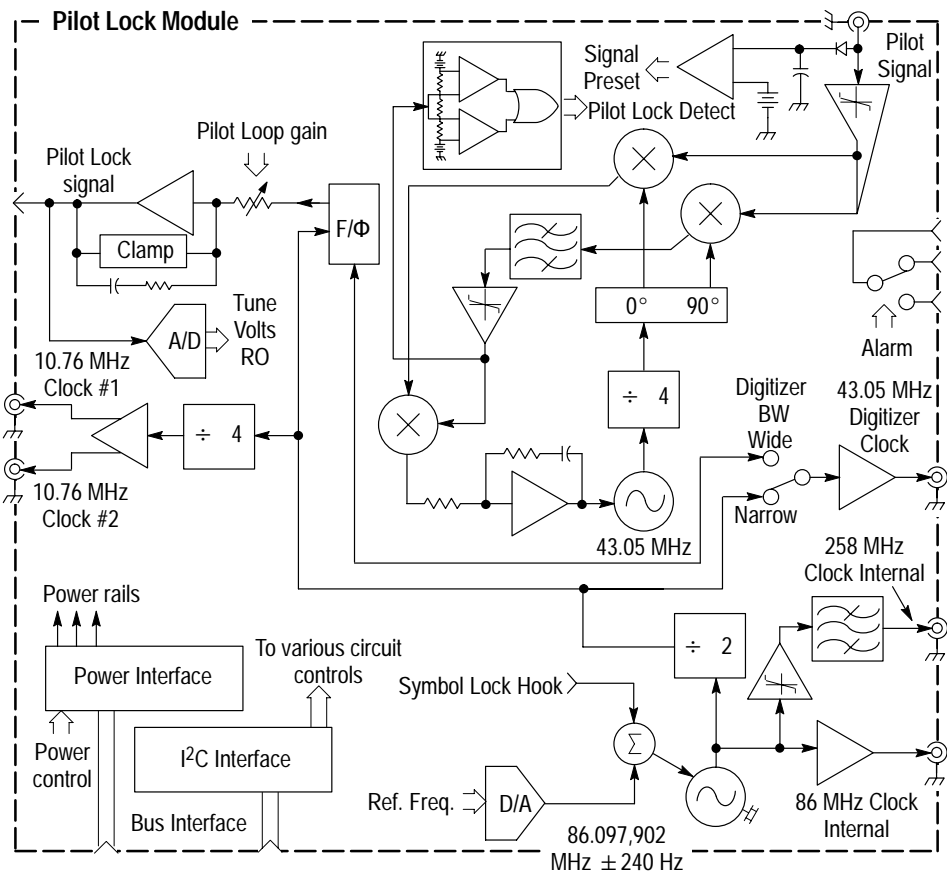 Pilot Lock Module
Signal
Preset
Pilot
Signal
Pilot Lock Detect
Pilot Loop gain
Pilot Lock
signal
F/Φ
Clamp
0° 90°
A/D
Tune
Volts
RO
Alarm
10.76 MHz
Clock #1
÷ 4
÷ 4
Digitizer
BW
Wide
43.05 MHz
Digitizer
Clock
10.76 MHz
Clock #2
Narrow
43.05 MHz
258 MHz
Clock Internal
Power rails
To various circuit
controls
÷ 2
Power Interface
Symbol Lock Hook
Power
control
I²C Interface
Σ
Ref. Freq.
D/A
86 MHz Clock
Internal
Bus Interface
86.097,902
MHz ± 240 Hz